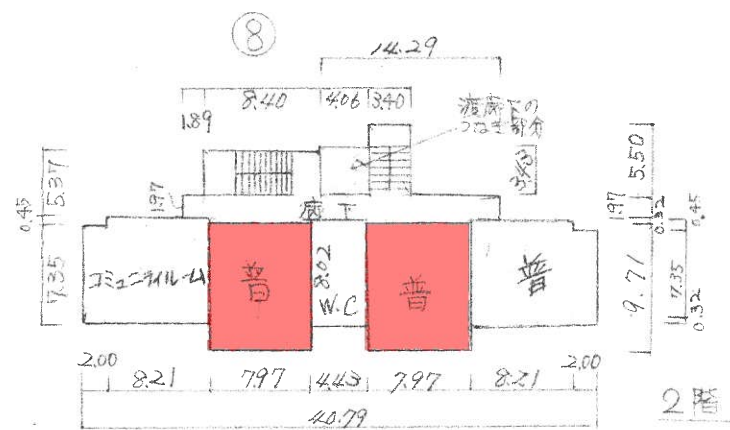 ⑧
14.29
8.40 4.06 3.40
1.89
渡廊下の
つなぎ部分
5.37
1.97
3.43
5.50
0.45
廊下
1.97
0.32
0.45
7.35
コミュニティルーム
普
8.02
W.C
普
普
9.71
7.35
0.32
2.00 8.21 7.97 4.43 7.97 8.21 2.00
40.79
2階